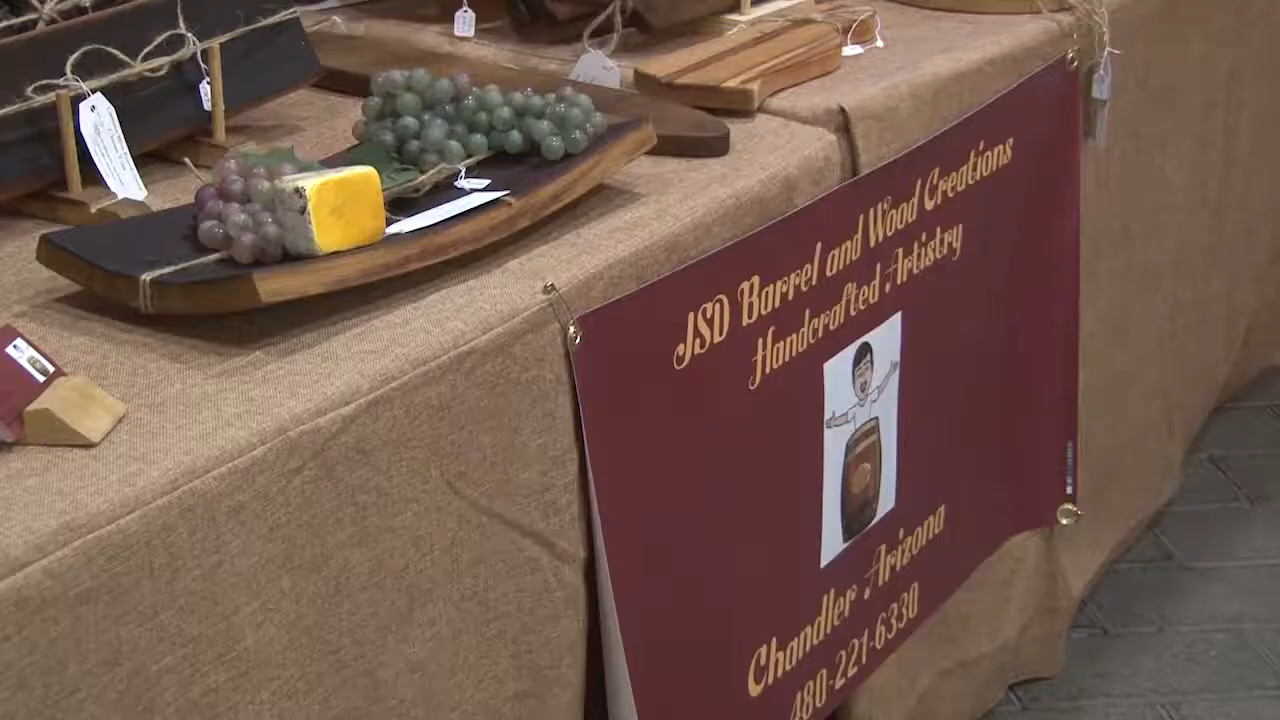 JSD Barrel and Wood Creations
Handcrafted Artistry
Chandler Arizona
480-221-6330